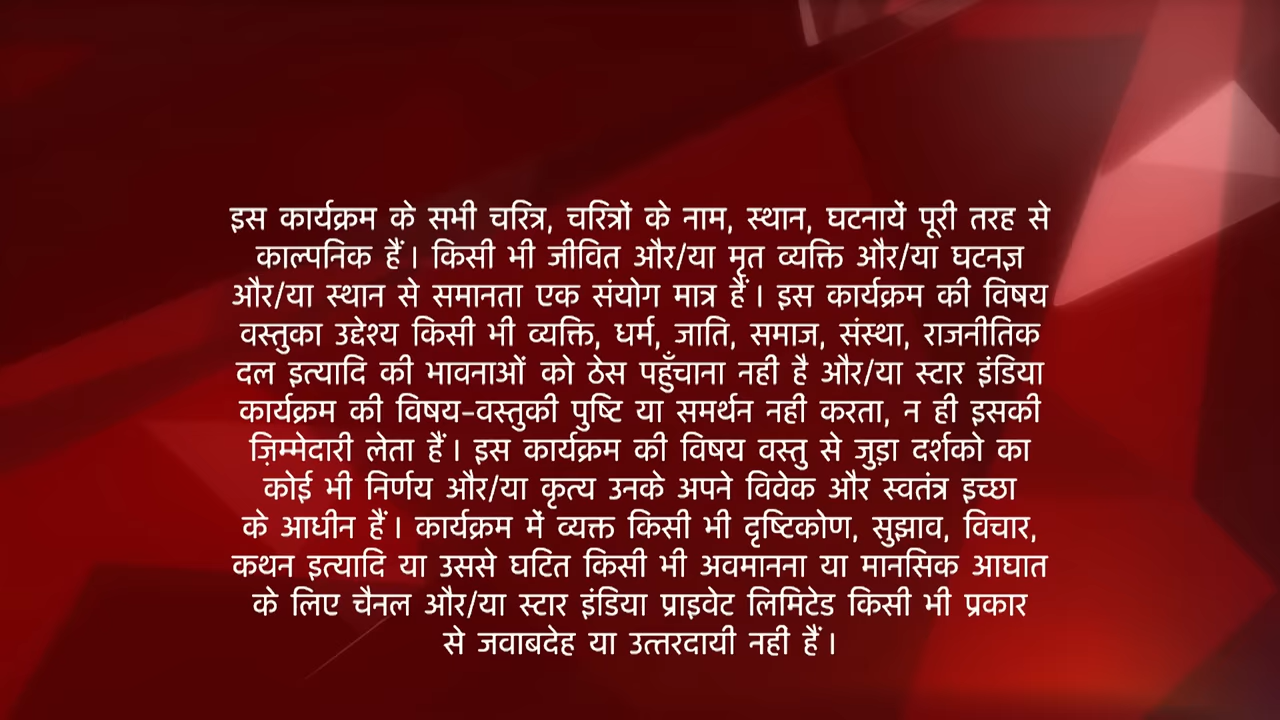 इस कार्यक्रम के सभी चरित्र, चरित्रों के नाम, स्थान, घटनायें पूरी तरह से
काल्पनिक हैं। किसी भी जीवित और/या मृत व्यक्ति और/या घटनज्ञ
और/या स्थान से समानता एक संयोग मात्र हैं। इस कार्यक्रम की विषय
वस्तुका उद्देश्य किसी भी व्यक्ति, धर्म, जाति, समाज, संस्था, राजनीतिक
दल इत्यादि की भावनाओं को ठेस पहुँचाना नही है और/या स्टार इंडिया
कार्यक्रम की विषय-वस्तुकी पुष्टि या समर्थन नही करता, न ही इसकी
ज़िम्मेदारी लेता हैं। इस कार्यक्रम की विषय वस्तु से जुड़ा दर्शको का
कोई भी निर्णय और/या कृत्य उनके अपने विवेक और स्वतंत्र इच्छा
के आधीन हैं। कार्यक्रम में व्यक्त किसी भी दृष्टिकोण, सुझाव, विचार,
कथन इत्यादि या उससे घटित किसी भी अवमानना या मानसिक आघात
के लिए चैनल और/या स्टार इंडिया प्राइवेट लिमिटेड किसी भी प्रकार
से जवाबदेह या उत्तरदायी नही हैं।